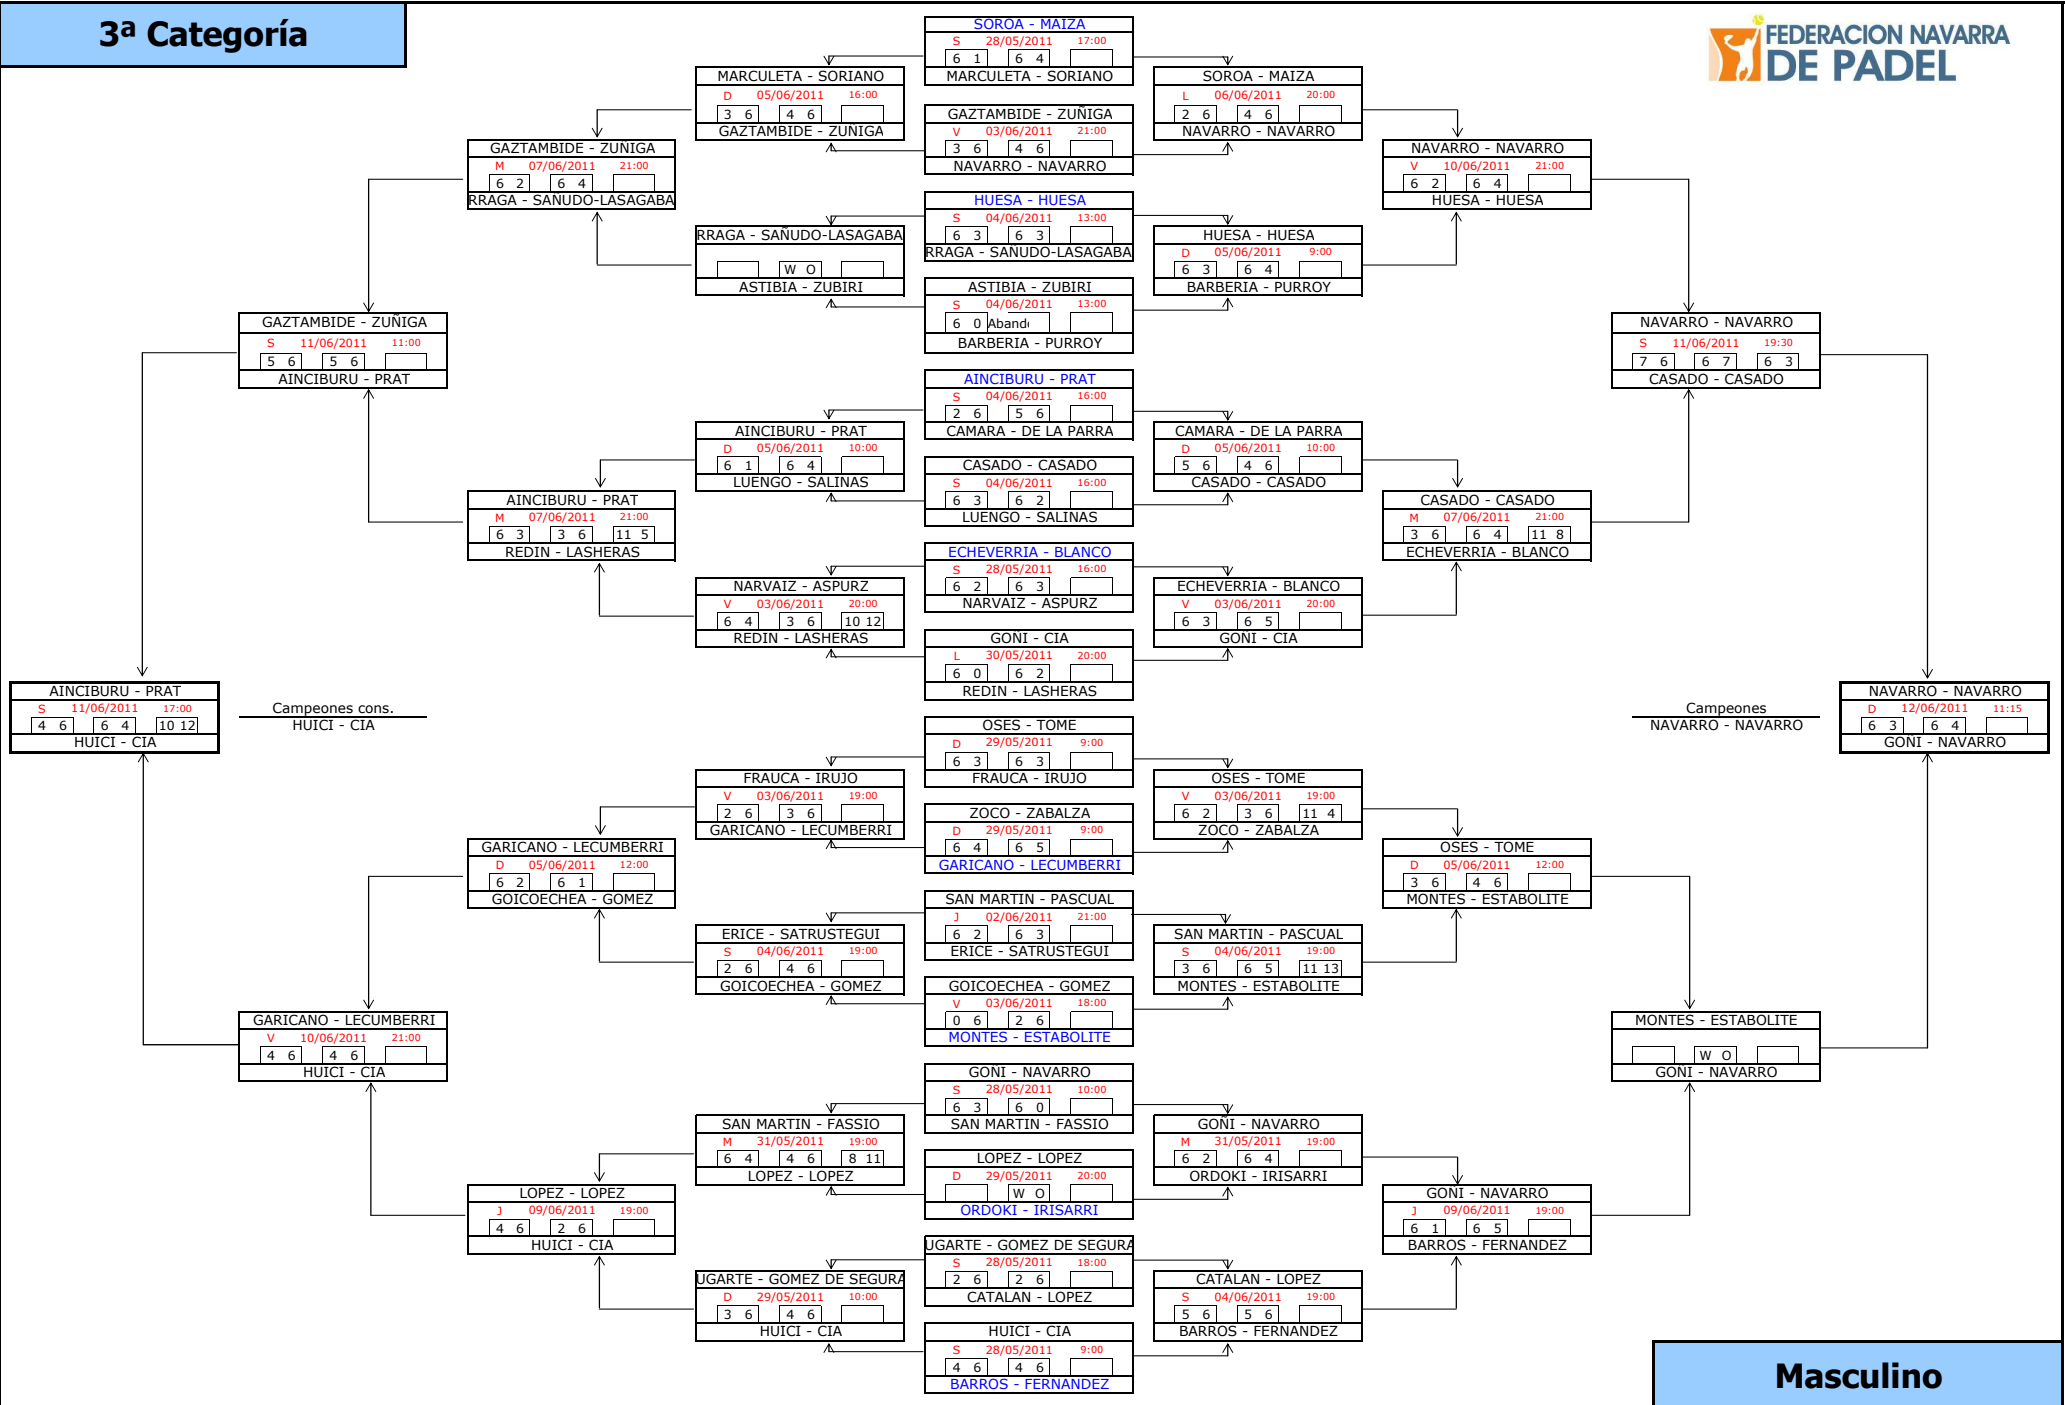 3ª Categoría
FEDERACION NAVARRA
DE PADEL
SOROA - MAIZA
S 28/05/2011 17:00
6 1 6 4
MARCULETA - SORIANO
GAZTAMBIDE - ZUÑIGA
V 03/06/2011 21:00
3 6 4 6
NAVARRO - NAVARRO
HUESA - HUESA
S 04/06/2011 13:00
6 3 6 3
RRAGA - SAÑUDO-LASAGABA
ASTIBIA - ZUBIRI
S 04/06/2011 13:00
6 0 Aband
BARBERIA - PURROY
AINCIBURU - PRAT
S 04/06/2011 16:00
2 6 5 6
CAMARA - DE LA PARRA
CASADO - CASADO
S 04/06/2011 16:00
6 3 6 2
LUENGO - SALINAS
ECHEVERRIA - BLANCO
S 28/05/2011 16:00
6 2 6 3
NARVAIZ - ASPURZ
GOÑI - CIA
L 30/05/2011 20:00
6 0 6 2
REDIN - LASHERAS
OSES - TOME
D 29/05/2011 9:00
6 3 6 3
FRAUCA - IRUJO
ZOCO - ZABALZA
D 29/05/2011 9:00
6 4 6 5
GARICANO - LECUMBERRI
SAN MARTIN - PASCUAL
J 02/06/2011 21:00
6 2 6 3
ERICE - SATRUSTEGUI
GOICOECHEA - GOMEZ
V 03/06/2011 18:00
0 6 2 6
MONTES - ESTABOLITE
GOÑI - NAVARRO
S 28/05/2011 10:00
6 3 6 0
SAN MARTIN - FASSIO
LOPEZ - LOPEZ
D 29/05/2011 20:00
W O
ORDOKI - IRISARRI
UGARTE - GOMEZ DE SEGURA
S 28/05/2011 18:00
2 6 2 6
CATALAN - LOPEZ
HUICI - CIA
S 28/05/2011 9:00
4 6 4 6
BARROS - FERNANDEZ
MARCULETA - SORIANO
D 05/06/2011 16:00
3 6 4 6
GAZTAMBIDE - ZUÑIGA
RRAGA - SAÑUDO-LASAGABA
W O
ASTIBIA - ZUBIRI
AINCIBURU - PRAT
D 05/06/2011 10:00
6 1 6 4
LUENGO - SALINAS
NARVAIZ - ASPURZ
V 03/06/2011 20:00
6 4 3 6 10 12
REDIN - LASHERAS
FRAUCA - IRUJO
V 03/06/2011 19:00
2 6 3 6
GARICANO - LECUMBERRI
ERICE - SATRUSTEGUI
S 04/06/2011 19:00
2 6 4 6
GOICOECHEA - GOMEZ
SAN MARTIN - FASSIO
M 31/05/2011 19:00
6 4 4 6 8 11
LOPEZ - LOPEZ
UGARTE - GOMEZ DE SEGURA
D 29/05/2011 10:00
3 6 4 6
HUICI - CIA
GAZTAMBIDE - ZUÑIGA
M 07/06/2011 21:00
6 2 6 4
RRAGA - SAÑUDO-LASAGABA
AINCIBURU - PRAT
M 07/06/2011 21:00
6 3 3 6 11 5
REDIN - LASHERAS
GARICANO - LECUMBERRI
D 05/06/2011 12:00
6 2 6 1
GOICOECHEA - GOMEZ
LOPEZ - LOPEZ
J 09/06/2011 19:00
4 6 2 6
HUICI - CIA
GAZTAMBIDE - ZUÑIGA
S 11/06/2011 11:00
5 6 5 6
AINCIBURU - PRAT
GARICANO - LECUMBERRI
V 10/06/2011 21:00
4 6 4 6
HUICI - CIA
AINCIBURU - PRAT
S 11/06/2011 17:00
4 6 6 4 10 12
HUICI - CIA
Campeones cons.
HUICI - CIA
SOROA - MAIZA
L 06/06/2011 20:00
2 6 4 6
NAVARRO - NAVARRO
HUESA - HUESA
D 05/06/2011 9:00
6 3 6 4
BARBERIA - PURROY
CAMARA - DE LA PARRA
D 05/06/2011 10:00
5 6 4 6
CASADO - CASADO
ECHEVERRIA - BLANCO
V 03/06/2011 20:00
6 3 6 5
GOÑI - CIA
OSES - TOME
V 03/06/2011 19:00
6 2 3 6 11 4
ZOCO - ZABALZA
SAN MARTIN - PASCUAL
S 04/06/2011 19:00
3 6 6 5 11 13
MONTES - ESTABOLITE
GOÑI - NAVARRO
M 31/05/2011 19:00
6 2 6 4
ORDOKI - IRISARRI
CATALAN - LOPEZ
S 04/06/2011 19:00
5 6 5 6
BARROS - FERNANDEZ
NAVARRO - NAVARRO
V 10/06/2011 21:00
6 2 6 4
HUESA - HUESA
CASADO - CASADO
M 07/06/2011 21:00
3 6 6 4 11 8
ECHEVERRIA - BLANCO
OSES - TOME
D 05/06/2011 12:00
3 6 4 6
MONTES - ESTABOLITE
GOÑI - NAVARRO
J 09/06/2011 19:00
6 1 6 5
BARROS - FERNANDEZ
NAVARRO - NAVARRO
S 11/06/2011 19:30
7 6 6 7 6 3
CASADO - CASADO
MONTES - ESTABOLITE
W O
GOÑI - NAVARRO
Campeones
NAVARRO - NAVARRO
NAVARRO - NAVARRO
D 12/06/2011 11:15
6 3 6 4
GOÑI - NAVARRO
Masculino